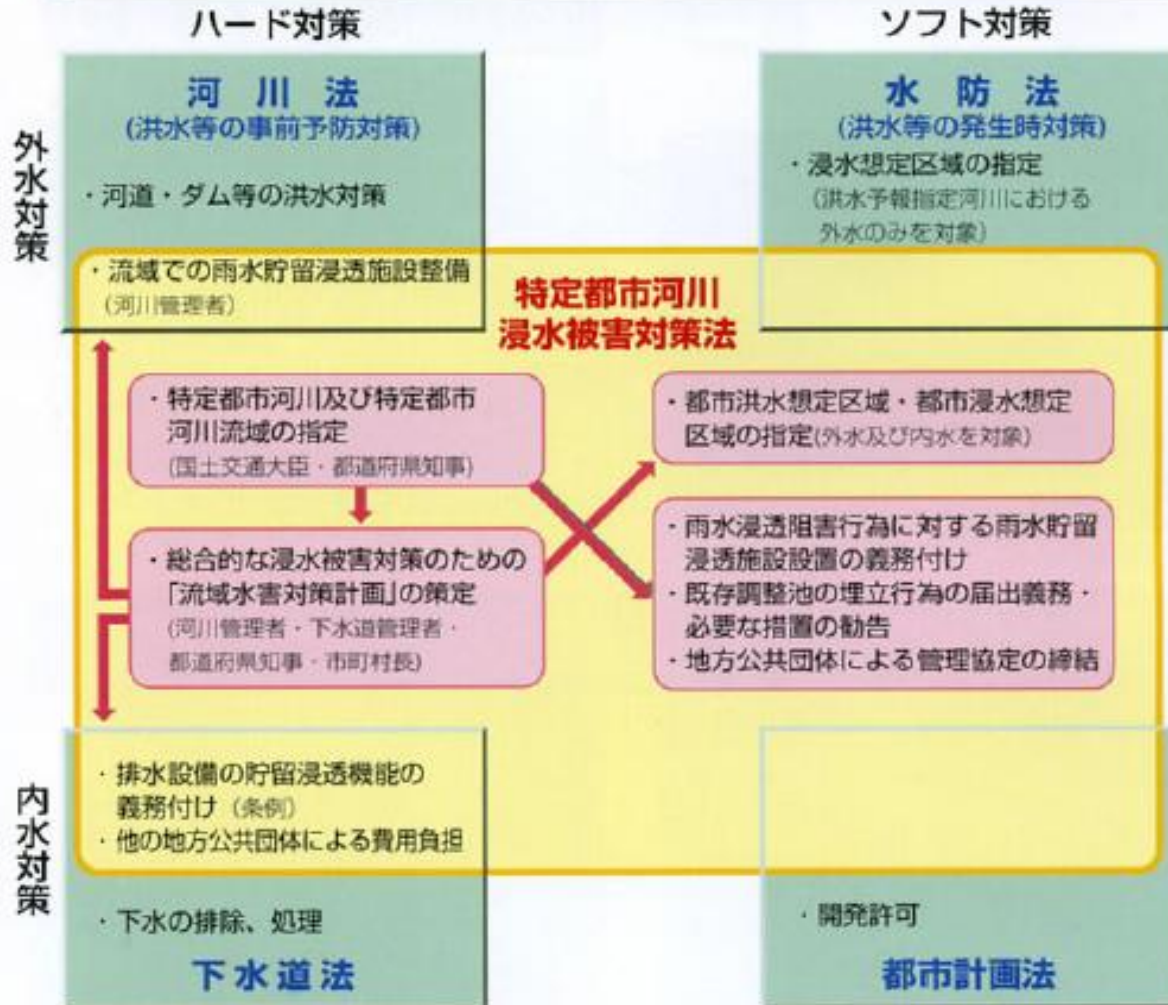 ハード対策
ソフト対策
外水対策
河川法
(洪水等の事前予防対策)
・河道・ダム等の洪水対策
・流域での雨水貯留浸透施設整備
(河川管理者)
水防法
(洪水等の発生時対策)
・浸水想定区域の指定
(洪水予報指定河川における
外水のみを対象)
特定都市河川
浸水被害対策法
・特定都市河川及び特定都市
河川流域の指定
(国土交通大臣・都道府県知事)
・総合的な浸水被害対策のための
「流域水害対策計画」の策定
(河川管理者・下水道管理者・
都道府県知事・市町村長)
・都市洪水想定区域・都市浸水想定
区域の指定(外水及び内水を対象)
・雨水浸透阻害行為に対する雨水貯留
浸透施設設置の義務付け
・既存調整池の埋立行為の届出義務・
必要な措置の勧告
・地方公共団体による管理協定の締結
内水対策
・排水設備の貯留浸透機能の
義務付け (条例)
・他の地方公共団体による費用負担
・下水の排除、処理
下水道法
・開発許可
都市計画法